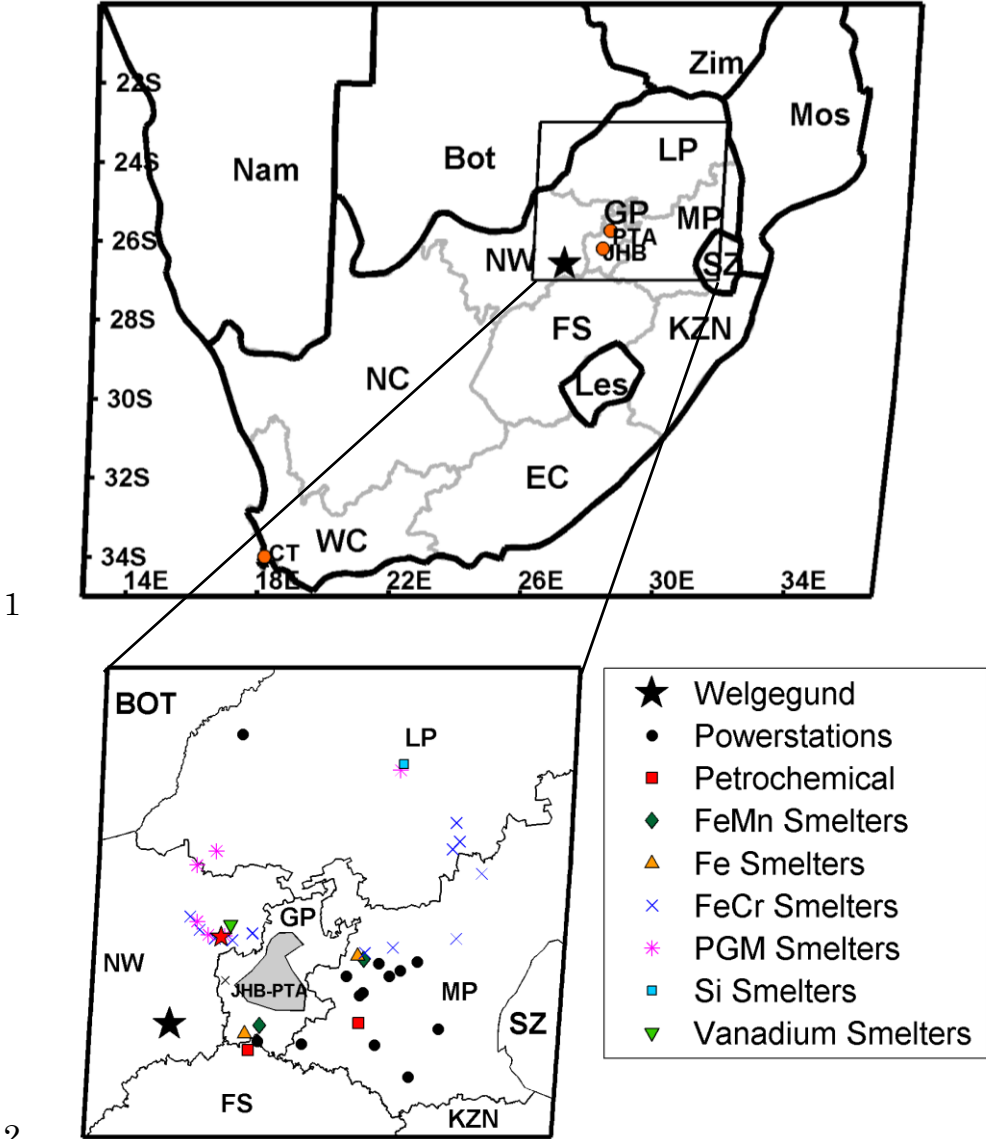 Zim
22S
Mos
24S
Nam
Bot
LP
GP
MP
26S
PTA
NW
JHB
SZ
28S
FS
KZN
NC
Les
30S
32S
EC
WC
34S
CT
14E
18E
22E
26E
30E
34E
1
BOT
LP
GP
NW
JHB-PTA
MP
SZ
FS
KZN
Welgegund
Powerstations
Petrochemical
FeMn Smelters
Fe Smelters
FeCr Smelters
PGM Smelters
Si Smelters
Vanadium Smelters
2